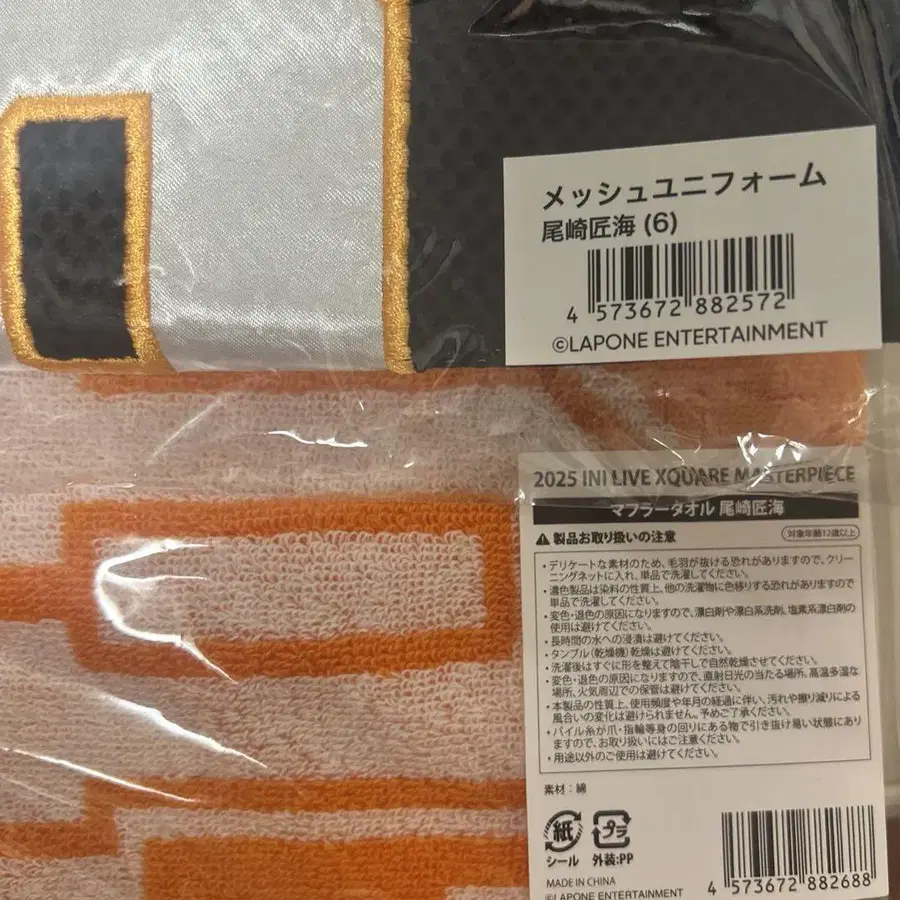 メッシュユニフォーム
尾崎匠海 (6)
4 573672 882572
©LAPONE ENTERTAINMENT
2025 INI LIVE XQUARE MASTERPIECE
マフラータオル 尾崎匠海
製品お取り扱いの注意
対象年齢12歳以上
・デリケートな素材のため、毛羽が抜ける恐れがありますので、クリー
ニングネットに入れ、単品で洗濯してください。
・濃色製品は染料の性質上、他の洗濯物に色移りする恐れがありますので
単品で洗濯してください。
・変色・退色の原因になりますので、漂白剤や漂白系洗剤、塩素系漂白剤の
使用は避けてください。
・長時間の水への浸漬は避けてください。
・タンブル(乾燥機)乾燥は避けてください。
・洗濯後はすぐに形を整えて陰干しで自然乾燥させてください。
・変色・退色の原因になりますので、直射日光の当たる場所、高温多湿な
場所、火気周辺での保管は避けてください。
・本製品の性質上、使用頻度や年月の経過に伴い、汚れや擦り減りによる
風合いの変化は避けられません。予めご了承ください。
・パイル糸が爪・指輪等身の回りにある物で引き抜け易い状態にあり
ますので、お取り扱いにはご注意ください。
・用途以外のご使用は避けてください。
素材：綿
紙
シール
プラ
外装:PP
MADE IN CHINA
©LAPONE ENTERTAINMENT
4 573672 882688